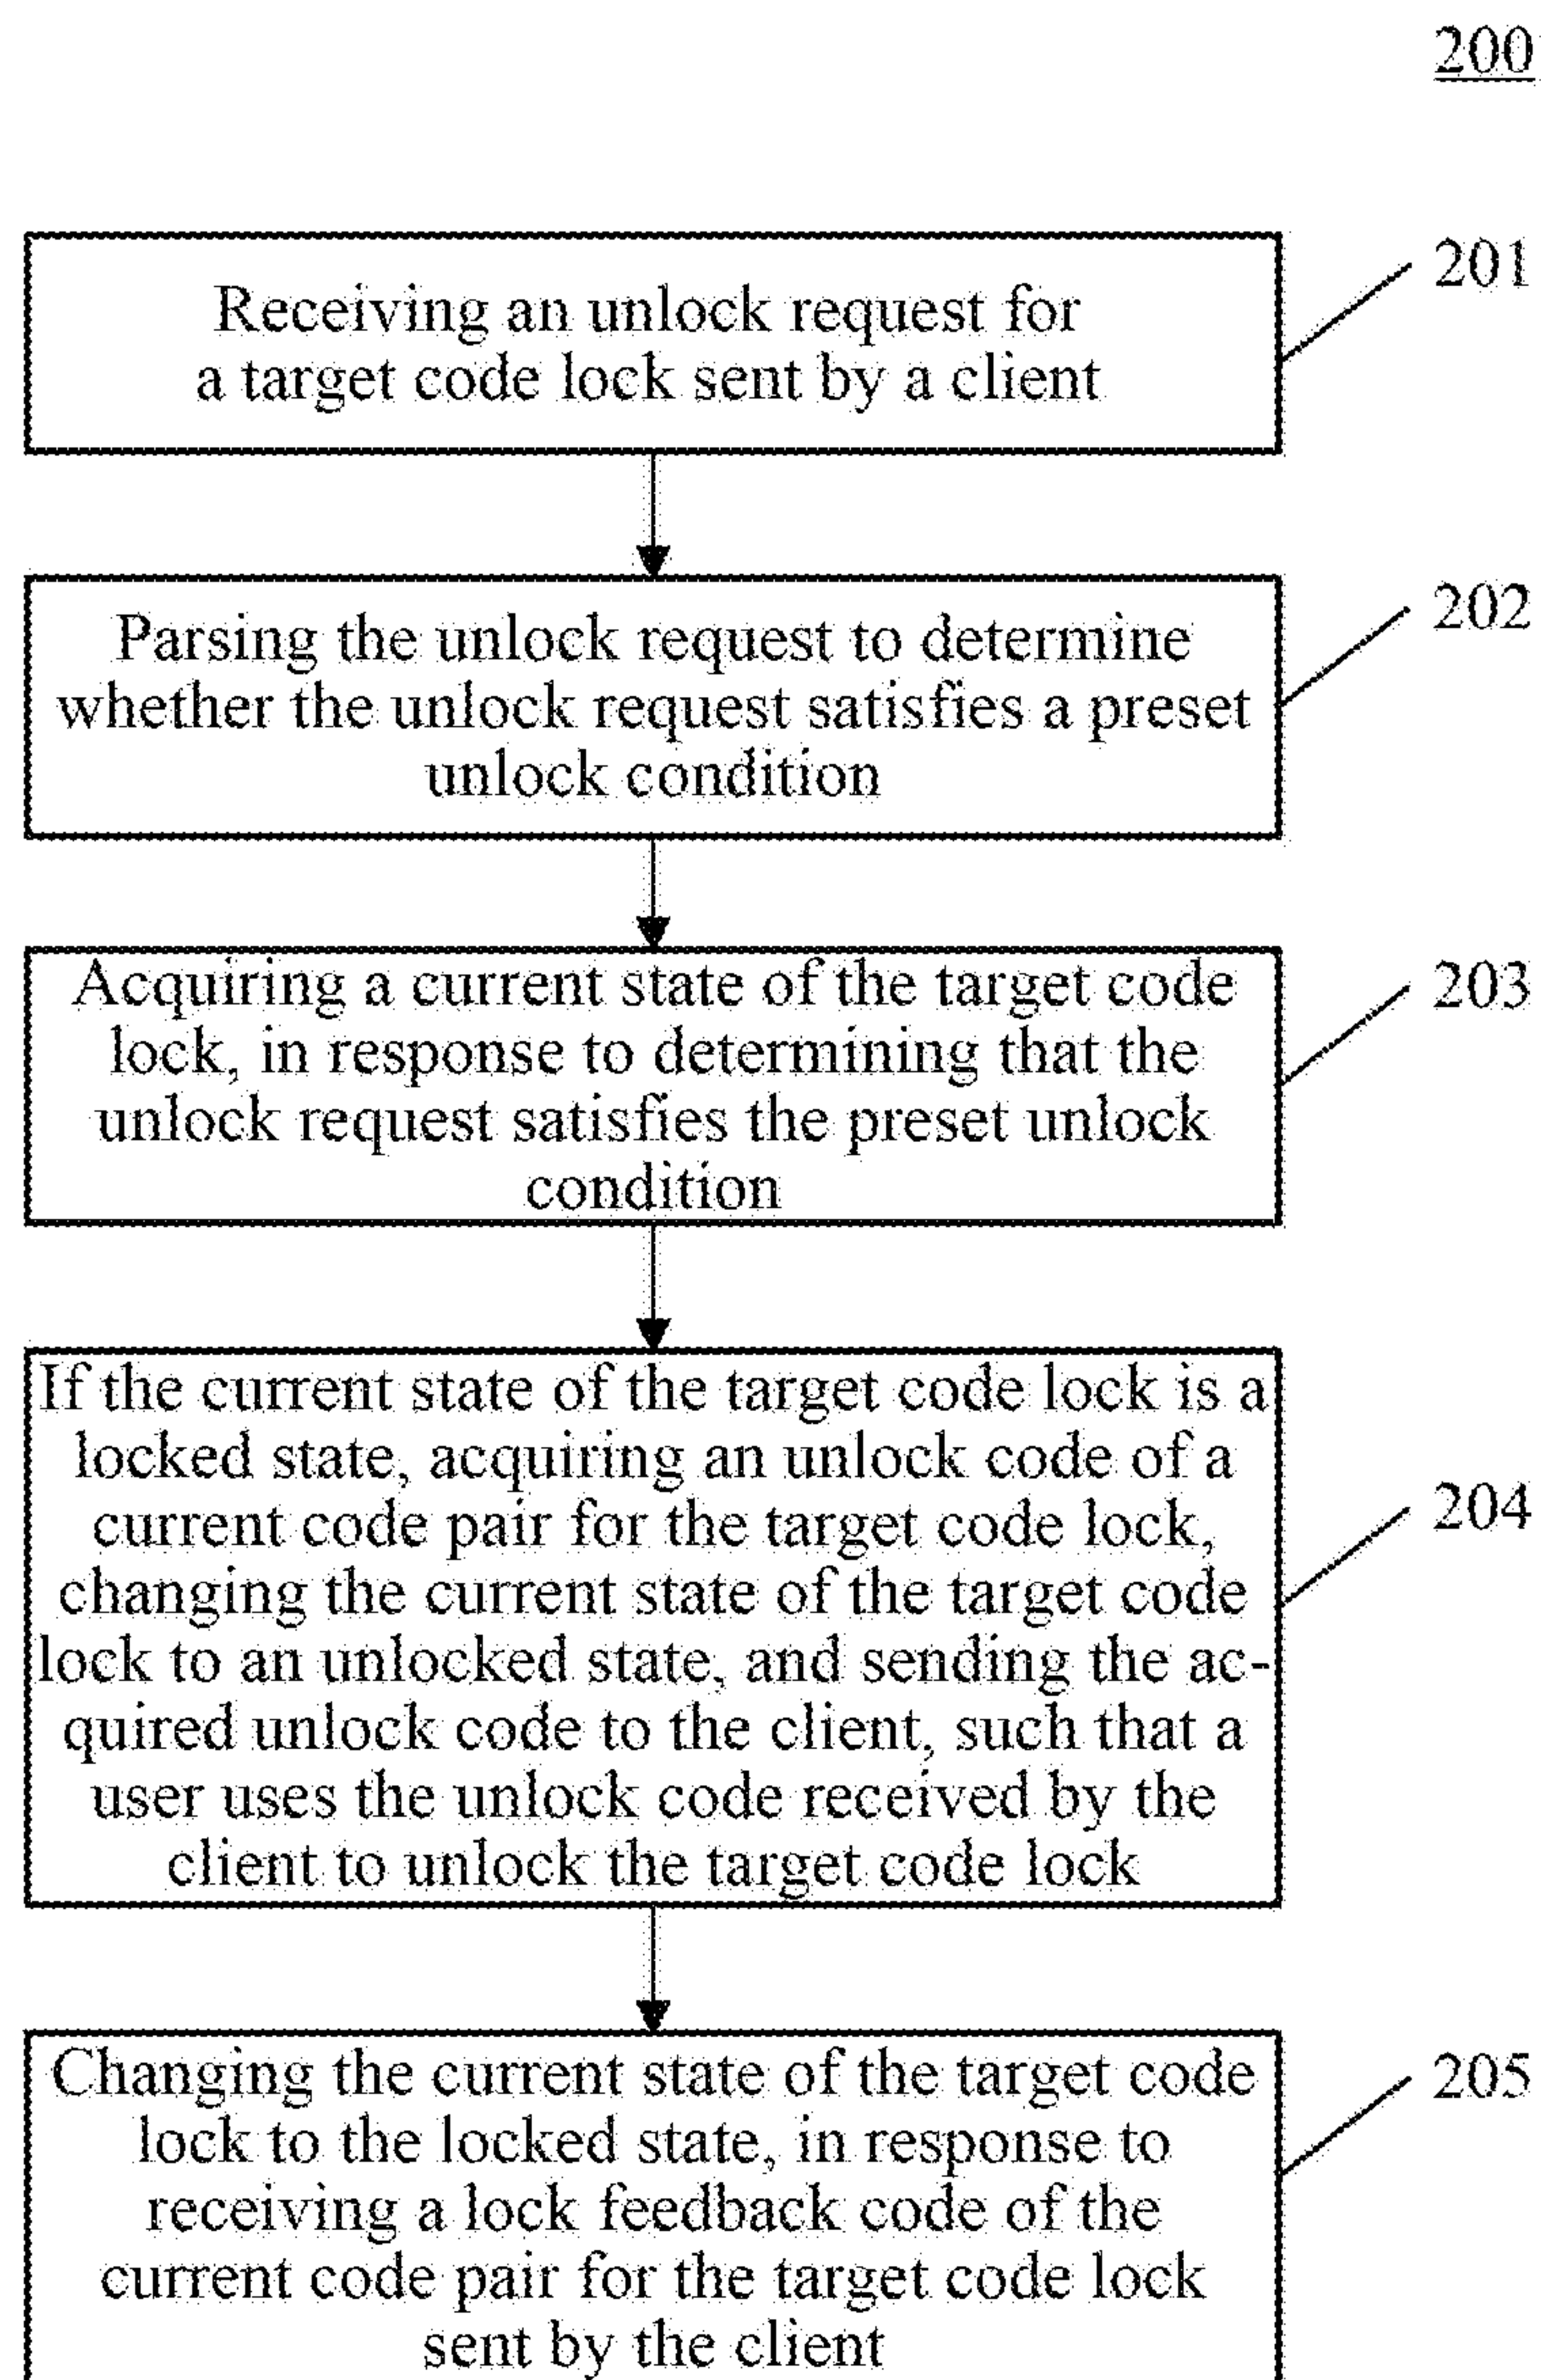 200
Receiving an unlock request for
a target code lock sent by a client
201
Parsing the unlock request to determine
whether the unlock request satisfies a preset
unlock condition
202
Acquiring a current state of the target code
lock, in response to determining that the
unlock request satisfies the preset unlock
condition
203
If the current state of the target code lock is a
locked state, acquiring an unlock code of a
current code pair for the target code lock,
changing the current state of the target code
lock to an unlocked state, and sending the ac-
quired unlock code to the client, such that a
user uses the unlock code received by the
client to unlock the target code lock
204
Changing the current state of the target code
lock to the locked state, in response to
receiving a lock feedback code of the
current code pair for the target code lock
sent by the client
205